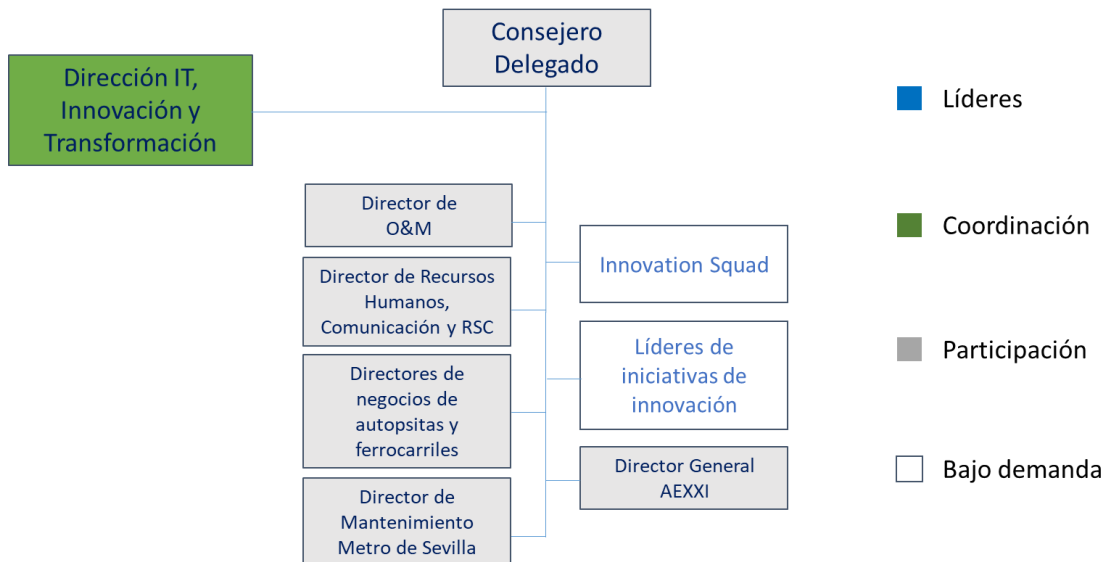 Consejero
Delegado
Dirección IT,
Innovación y
Transformación
Director de
O&M
Director de Recursos
Humanos,
Comunicación y RSC
Directores de
negocios de
autopsitas y
ferrocarriles
Director de
Mantenimiento
Metro de Sevilla
Innovation Squad
Líderes de
iniciativas de
innovación
Director General
AEXXI
Líderes
Coordinación
Participación
Bajo demanda